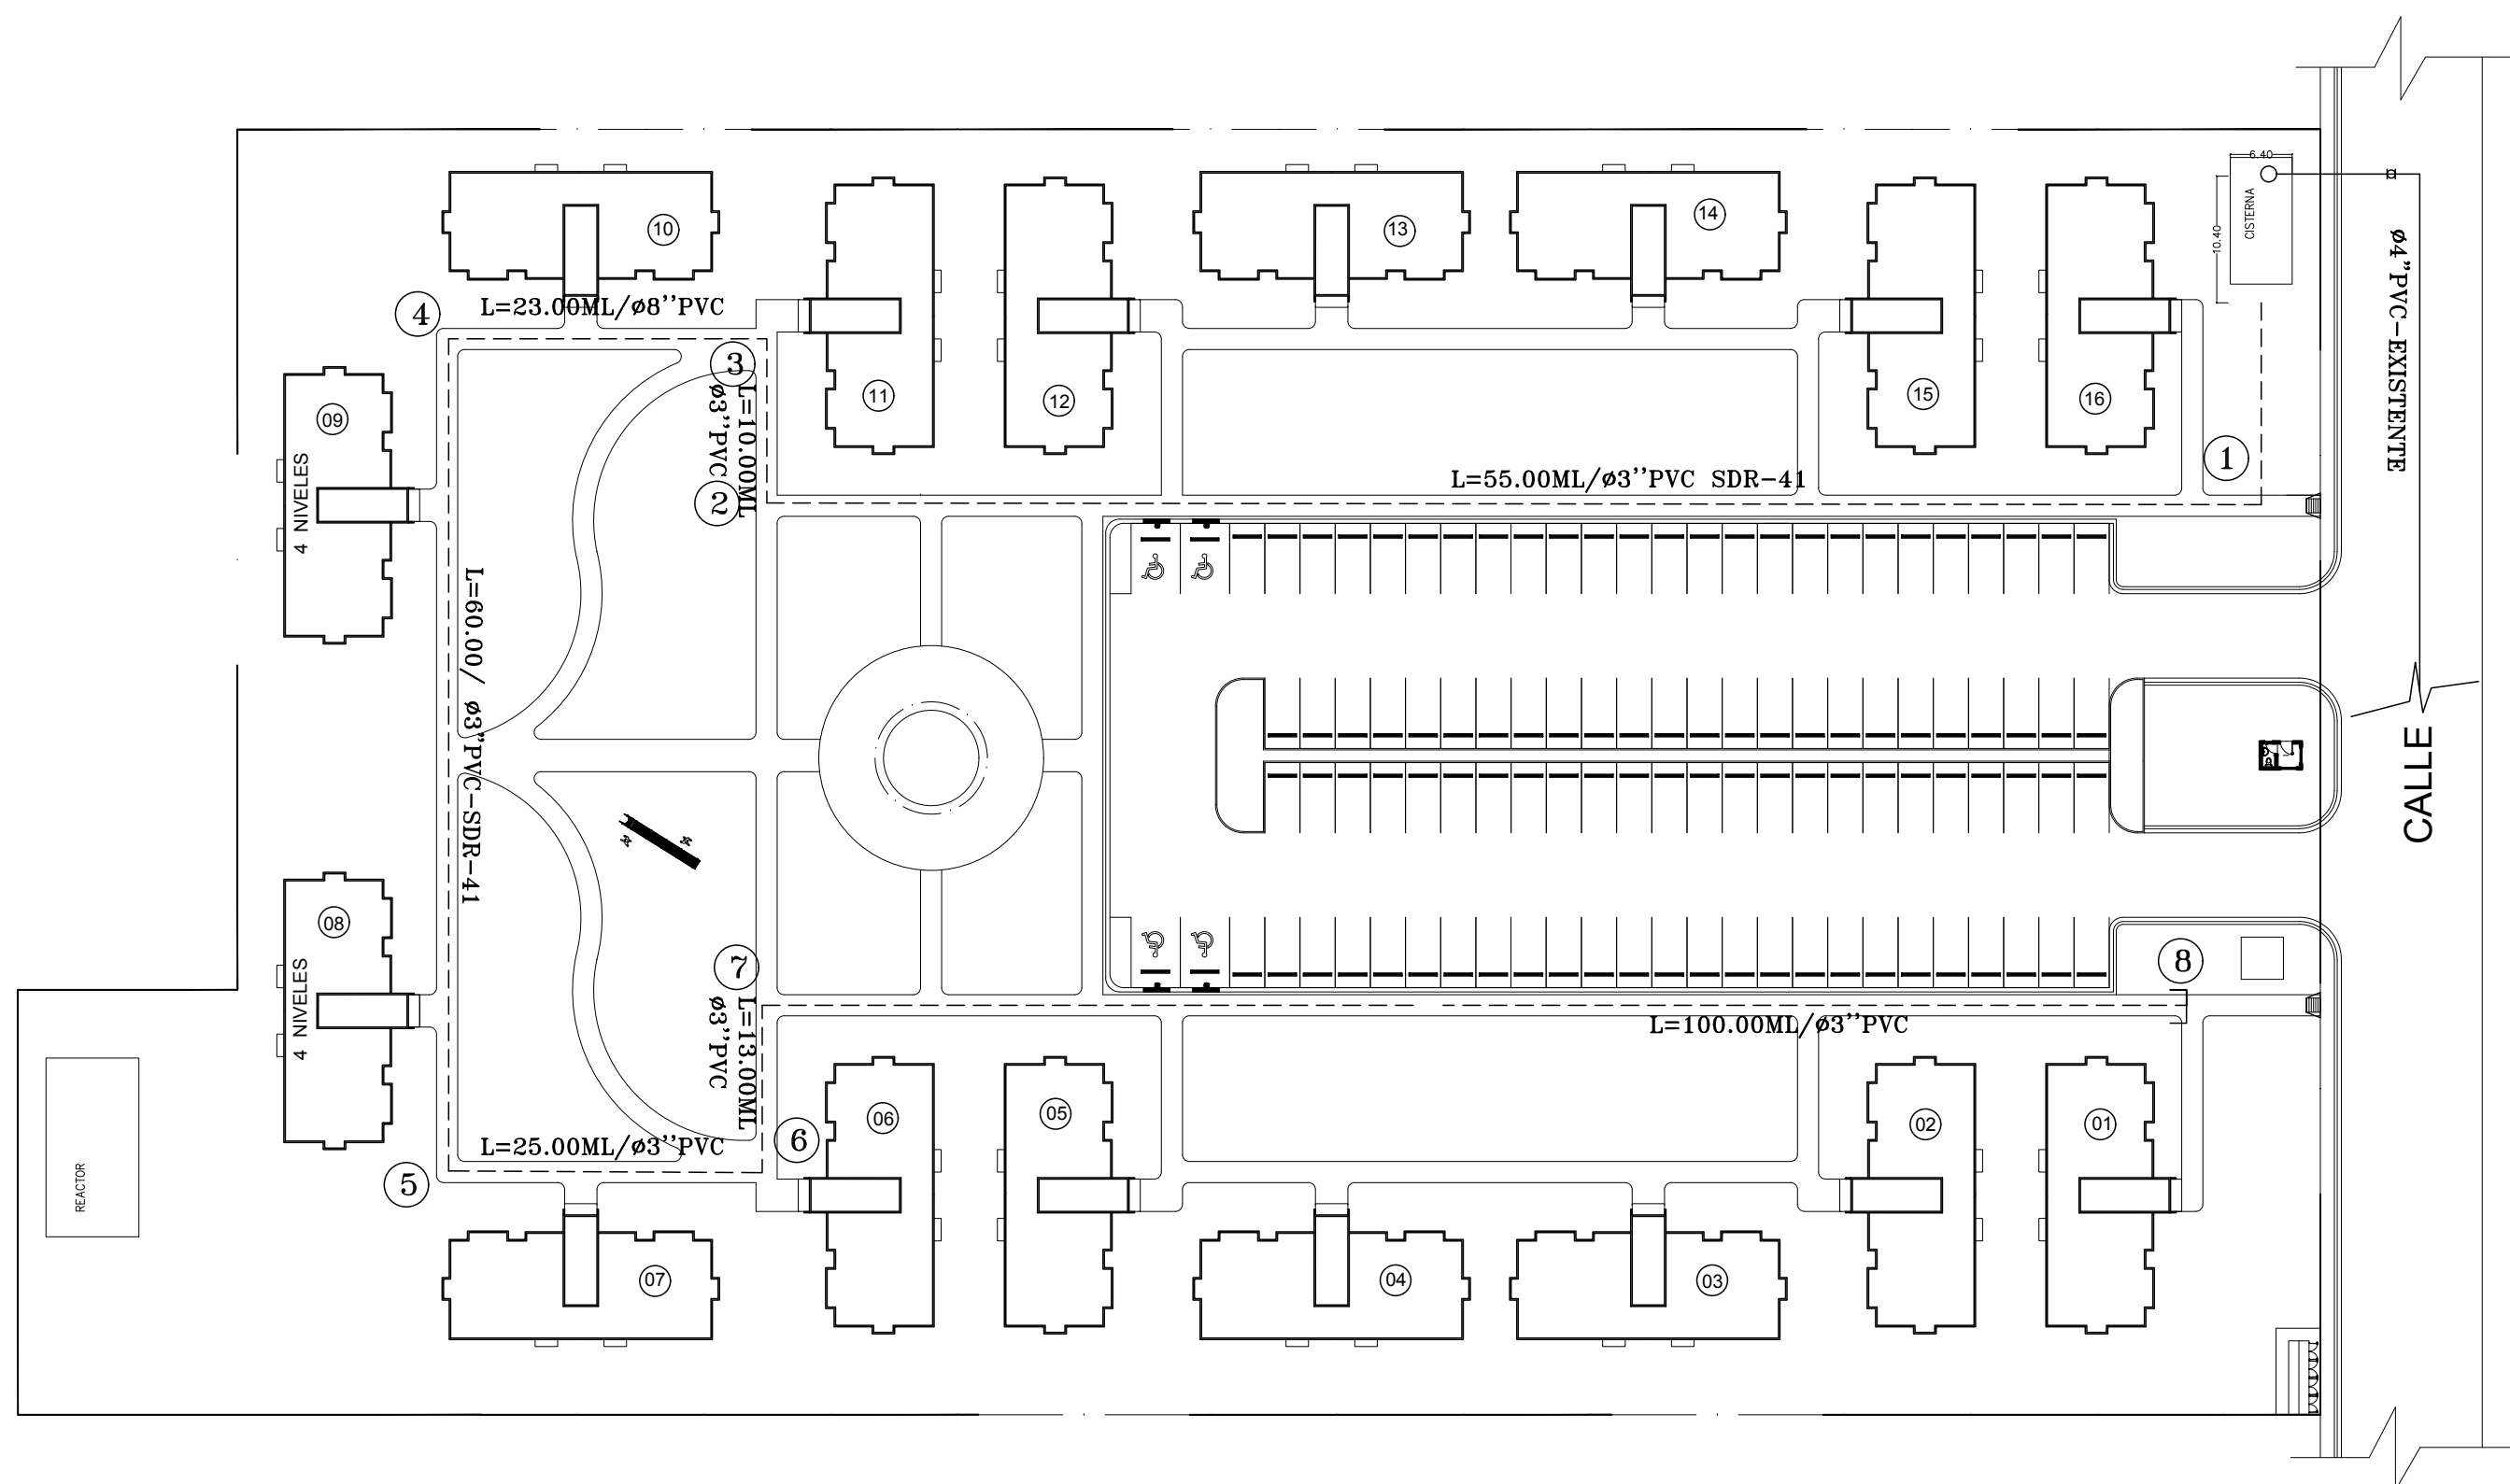 6.40
10.40
CISTERNA
ø4"PVC-EXISTENTE
10
13
14
L=23.00ML/ø8''PVC
4
3
L=10.00ML
ø3''PVC
2
09
4 NIVELES
11
12
15
16
1
L=55.00ML/ø3''PVC SDR-41
L=60.00/ ø3"PVC-SDR-41
CALLE
08
4 NIVELES
7
L=13.00ML
ø3''PVC
8
L=100.00ML/ø3''PVC
06
05
02
01
6
L=25.00ML/ø3''PVC
5
REACTOR
07
04
03